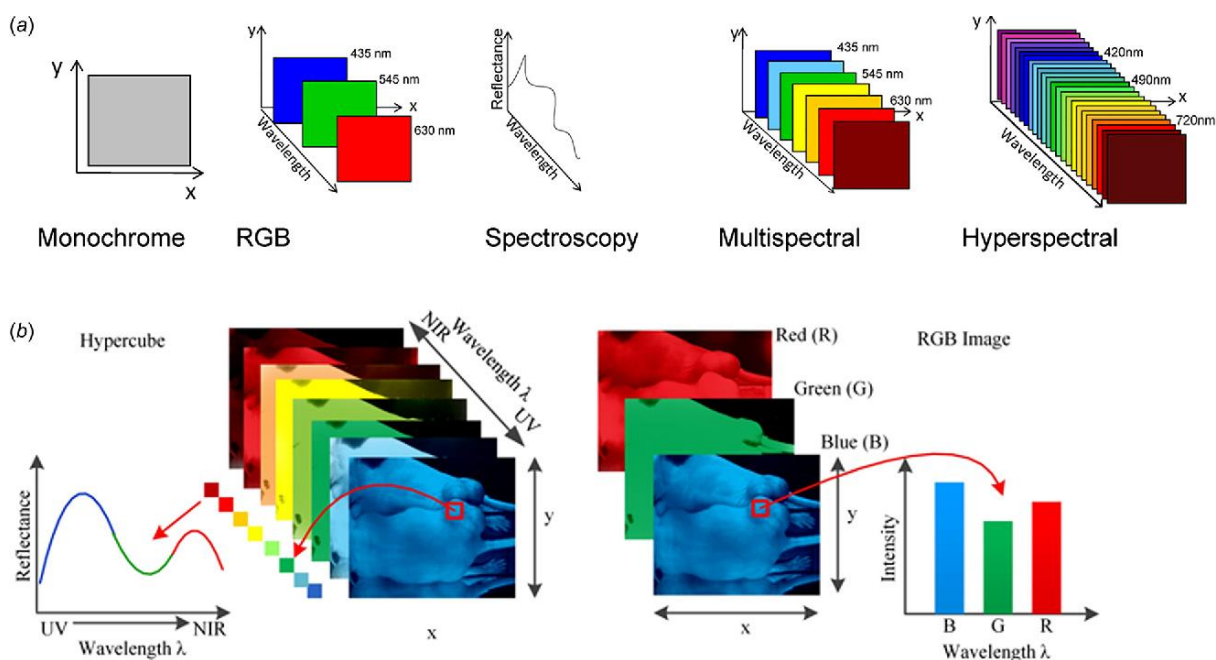 (a)
y
x
Monochrome
y
435 nm
545 nm
x
630 nm
Wavelength
RGB
Reflectance
Wavelength
Spectroscopy
y
435 nm
545 nm
630 nm
x
Wavelength
Multispectral
y
420nm
490nm
x
720nm
Wavelength
Hyperspectral
(b)
Hypercube
NIR
Wavelength λ
UV
y
x
Reflectance
UV
NIR
Wavelength λ
Red (R)
Green (G)
Blue (B)
y
x
RGB Image
Intensity
B G R
Wavelength λ